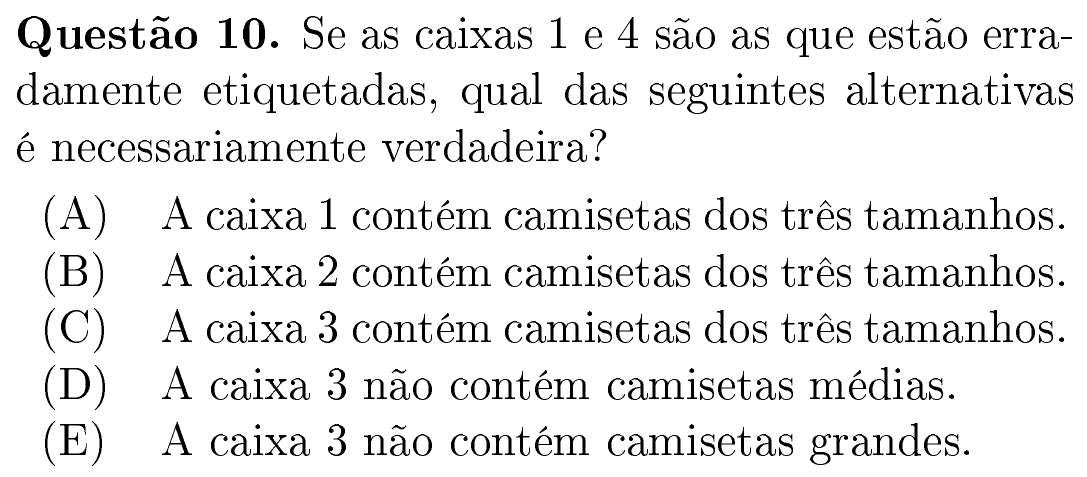 Questão 10. Se as caixas 1 e 4 são as que estão erra-
damente etiquetadas, qual das seguintes alternativas
é necessariamente verdadeira?
(A) A caixa 1 contém camisetas dos três tamanhos.
(B) A caixa 2 contém camisetas dos três tamanhos.
(C) A caixa 3 contém camisetas dos três tamanhos.
(D) A caixa 3 não contém camisetas médias.
(E) A caixa 3 não contém camisetas grandes.